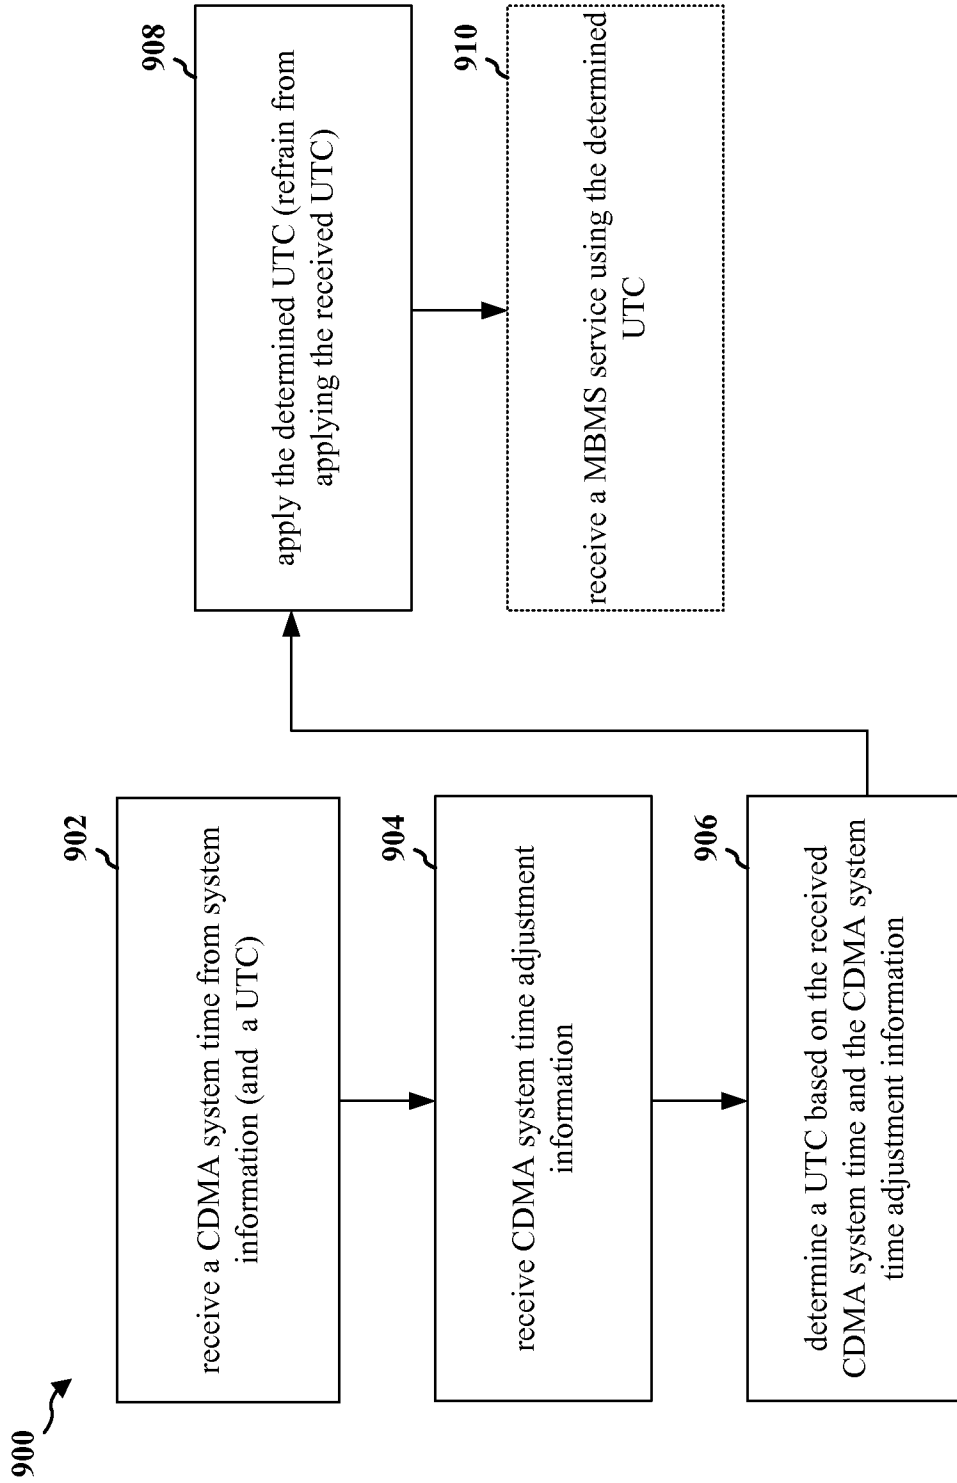 900
902
receive a CDMA system time from system
information (and a UTC)
904
receive CDMA system time adjustment
information
906
determine a UTC based on the received
CDMA system time and the CDMA system
time adjustment information
908
apply the determined UTC (refrain from
applying the received UTC)
910
receive a MBMS service using the determined
UTC